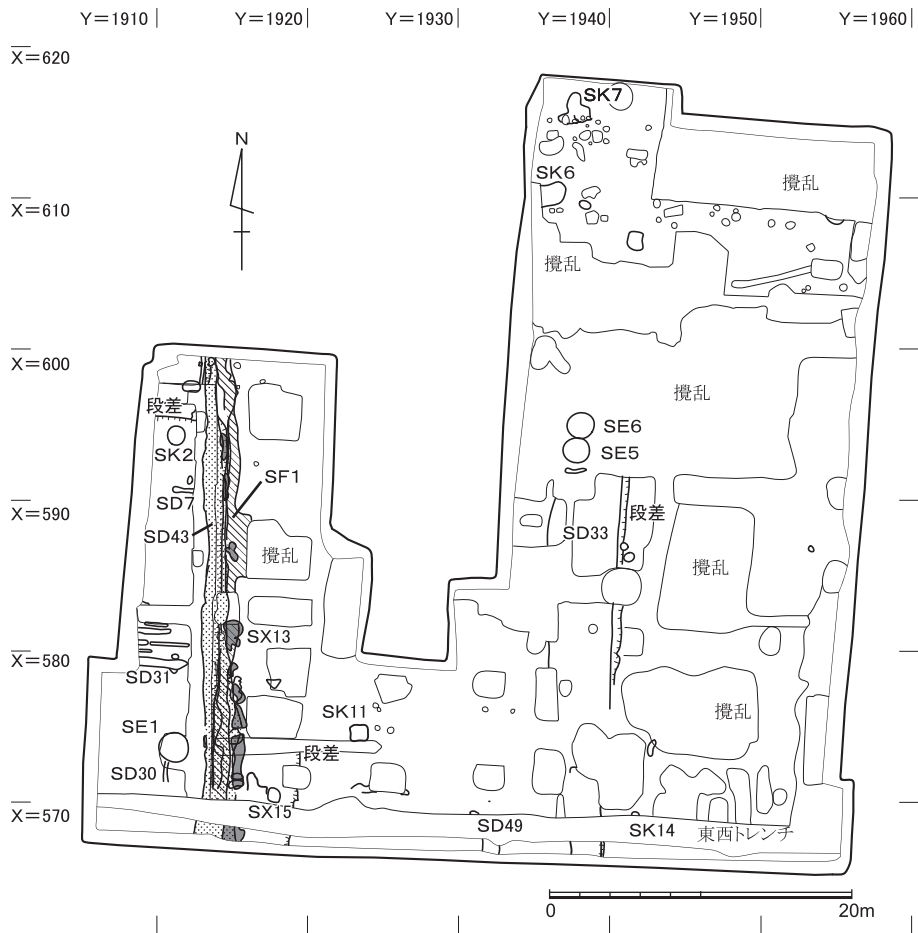 Y=1910 Y=1920 Y=1930 Y=1940 Y=1950 Y=1960
X=620
SK7
N
SK6
攪乱
X=610
攪乱
X=600
攪乱
段差
SE6
SK2
SE5
SF1
SD7
X=590
段差
SD43
SD33
攪乱
攪乱
SX13
X=580
SD31
SK11
攪乱
SE1
段差
SD30
SX15
X=570
SD49
SK14
東西トレンチ
0 20m